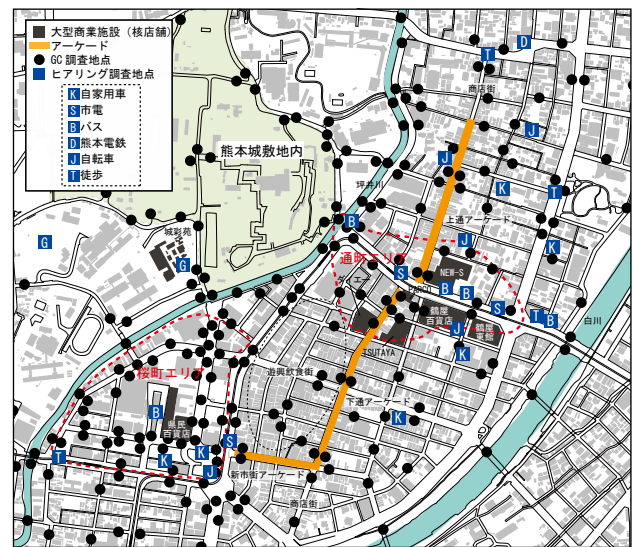 大型商業施設（核店舗）
アーケード
GC調査地点
ヒアリング調査地点
K 自家用車
S 市電
B バス
D 熊本電鉄
J 自転車
T 徒歩
T
D
商店街
J
熊本城敷地内
J
K
T
坪井川
B
上通アーケード
G
城彩苑
G
J
K
通町エリア
S
NEW-S
ダイエー
PARCO
B
B
S
T
B
鶴屋
百貨店
J
鶴屋
東館
白川
K
TSUTAYA
桜町エリア
遊興飲食街
下通アーケード
K
B
県民
百貨店
S
T
K
K
J
新市街アーケード
商店街